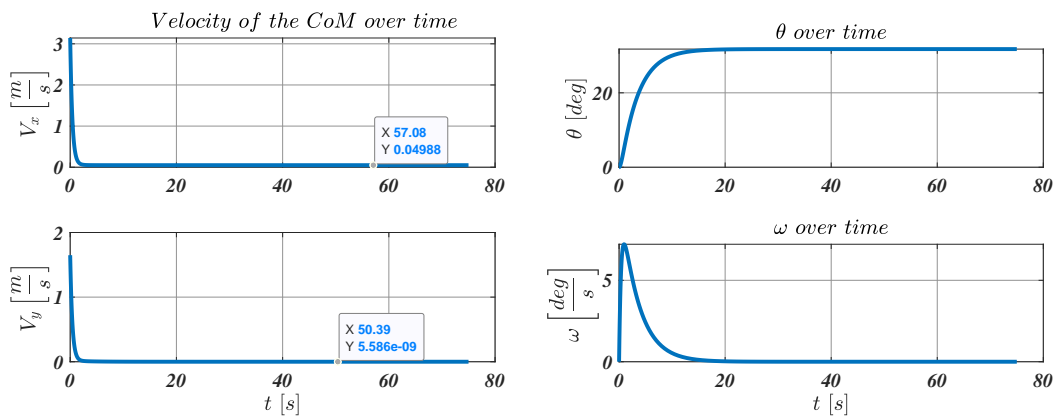 Velocity of the CoM over time
3
2
1
0
V_x [m/s]
X 57.08
Y 0.04988
0 20 40 60 80
2
1
0
V_y [m/s]
X 50.39
Y 5.586e-09
0 20 40 60 80
t [s]
θ over time
20
0
θ [deg]
0 20 40 60 80
ω over time
5
0
ω [deg/s]
0 20 40 60 80
t [s]